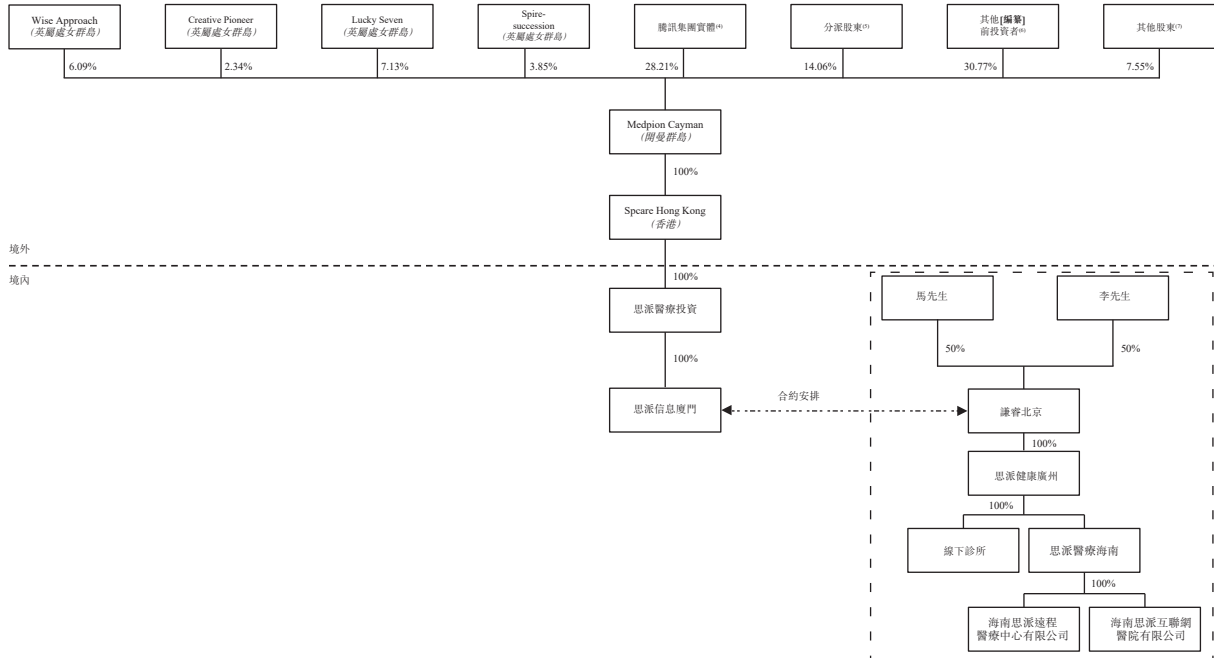 Wise Approach
(英屬處女群島)
Creative Pioneer
(英屬處女群島)
Lucky Seven
(英屬處女群島)
Spire-
succession
(英屬處女群島)
騰訊集團實體(4)
分派股東(5)
其他[編纂]
前投資者(6)
其他股東(7)
6.09%
2.34%
7.13%
3.85%
28.21%
14.06%
30.77%
7.55%
Medpion Cayman
(開曼群島)
100%
Spcare Hong Kong
(香港)
境外
境內
100%
思派醫療投資
100%
思派信息廈門
合約安排
馬先生
李先生
50%
50%
謙睿北京
100%
思派健康廣州
100%
線下診所
思派醫療海南
100%
海南思派遠程
醫療中心有限公司
海南思派互聯網
醫院有限公司